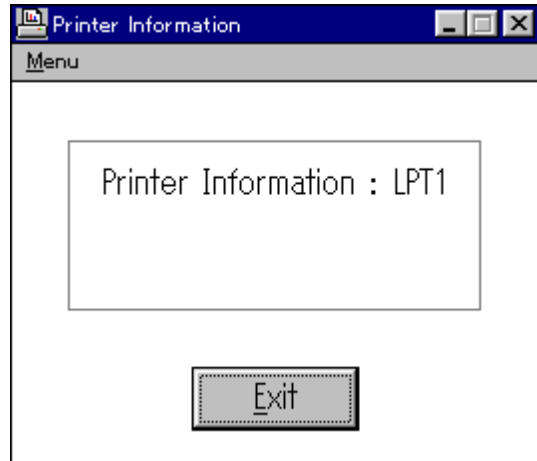 Printer Information
Menu
Printer Information : LPT1
Exit